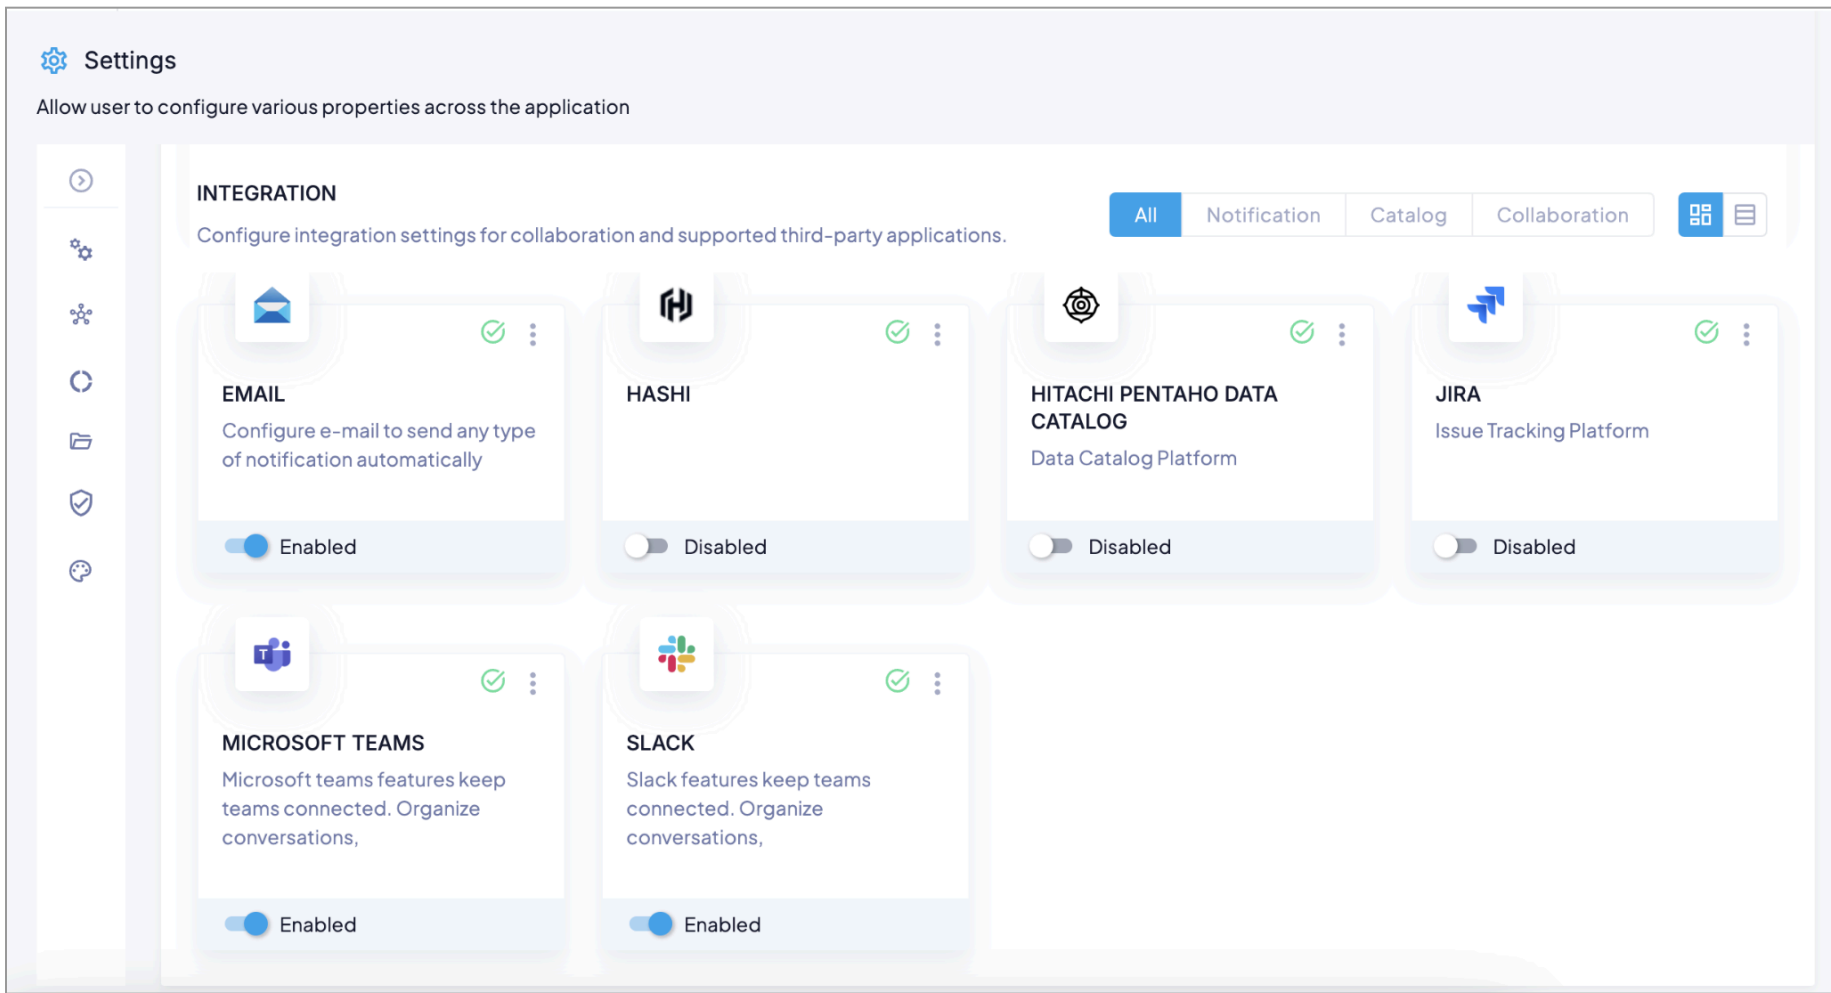 Settings
Allow user to configure various properties across the application
INTEGRATION
Configure integration settings for collaboration and supported third-party applications.
All
Notification
Catalog
Collaboration
EMAIL
Configure e-mail to send any type
of notification automatically
Enabled
HASHI
Disabled
HITACHI PENTAHO DATA
CATALOG
Data Catalog Platform
Disabled
JIRA
Issue Tracking Platform
Disabled
T
MICROSOFT TEAMS
Microsoft teams features keep
teams connected. Organize
conversations,
Enabled
SLACK
Slack features keep teams
connected. Organize
conversations,
Enabled